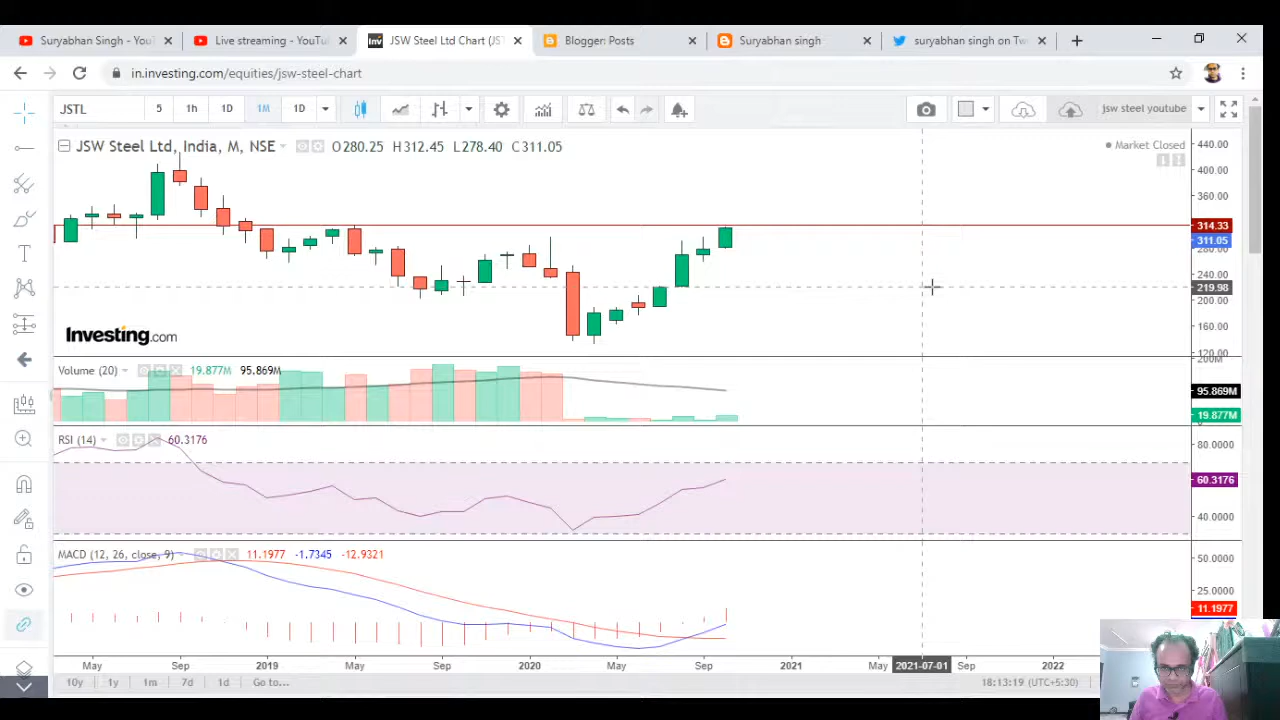 Suryabhan Singh - You
Live streaming - YouTu
JSW Steel Ltd Chart (JST
Blogger: Posts
Suryabhan singh
suryabhan singh on Tw
in.investing.com/equities/jsw-steel-chart
JSTL 5 1h 1D 1M 1D jsw steel youtube
JSW Steel Ltd, India, M, NSE O280.25 H312.45 L278.40 C311.05
Market Closed
440.00
400.00
360.00
314.33
311.05
280.00
240.00
219.98
200.00
160.00
120.00
Investing.com
Volume (20) 19.877M 95.869M
200M
95.869M
19.877M
RSI (14) 60.3176
80.0000
60.3176
40.0000
MACD (12, 26, close, 9) 11.1977 -1.7345 -12.9321
50.0000
25.0000
11.1977
May Sep 2019 May Sep 2020 May Sep 2021 May 2021-07-01 Sep 2022
10y 1y 1m 7d 1d Go to... 18:13:19 (UTC+5:30)